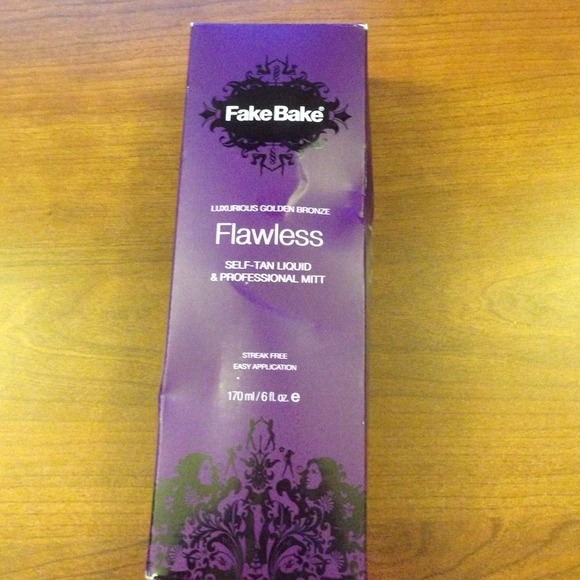 FakeBake®
LUXURIOUS GOLDEN BRONZE
Flawless
SELF-TAN LIQUID
& PROFESSIONAL MITT
STREAK FREE
EASY APPLICATION
170 ml / 6 fl. oz. ℮